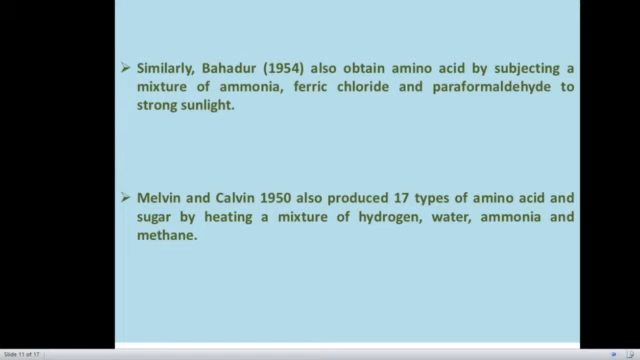 Similarly, Bahadur (1954) also obtain amino acid by subjecting a
mixture of ammonia, ferric chloride and paraformaldehyde to
strong sunlight.
Melvin and Calvin 1950 also produced 17 types of amino acid and
sugar by heating a mixture of hydrogen, water, ammonia and
methane.
Slide 11 of 17